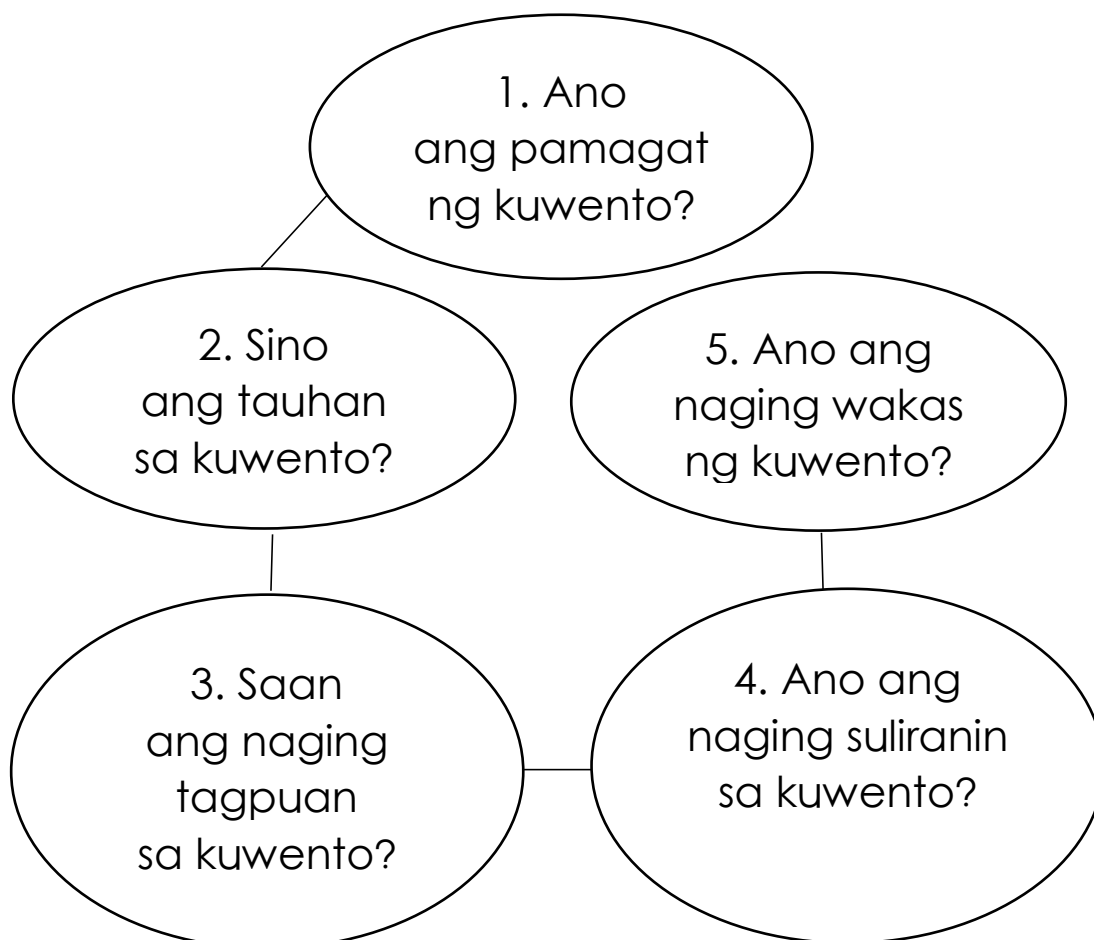 1. Ano
ang pamagat
ng kuwento?
2. Sino
ang tauhan
sa kuwento?
3. Saan
ang naging
tagpuan
sa kuwento?
4. Ano ang
naging suliranin
sa kuwento?
5. Ano ang
naging wakas
ng kuwento?